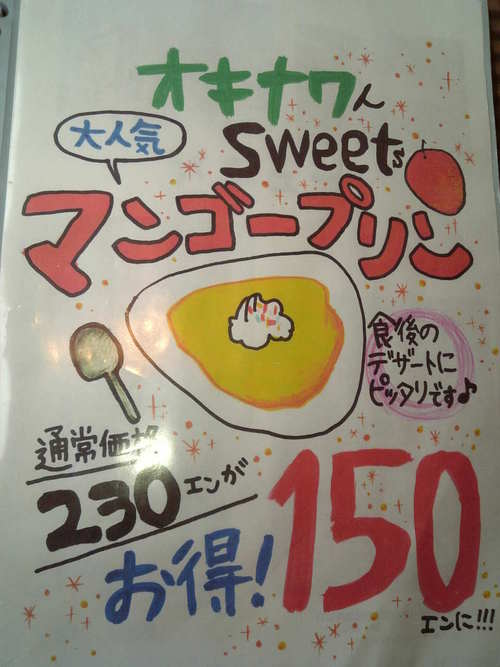 オキナワん
sweets
大人気
マンゴープリン
食後の
デザートに
ピッタリです♪
通常価格
230エンが
お得!
150
エンに!!!